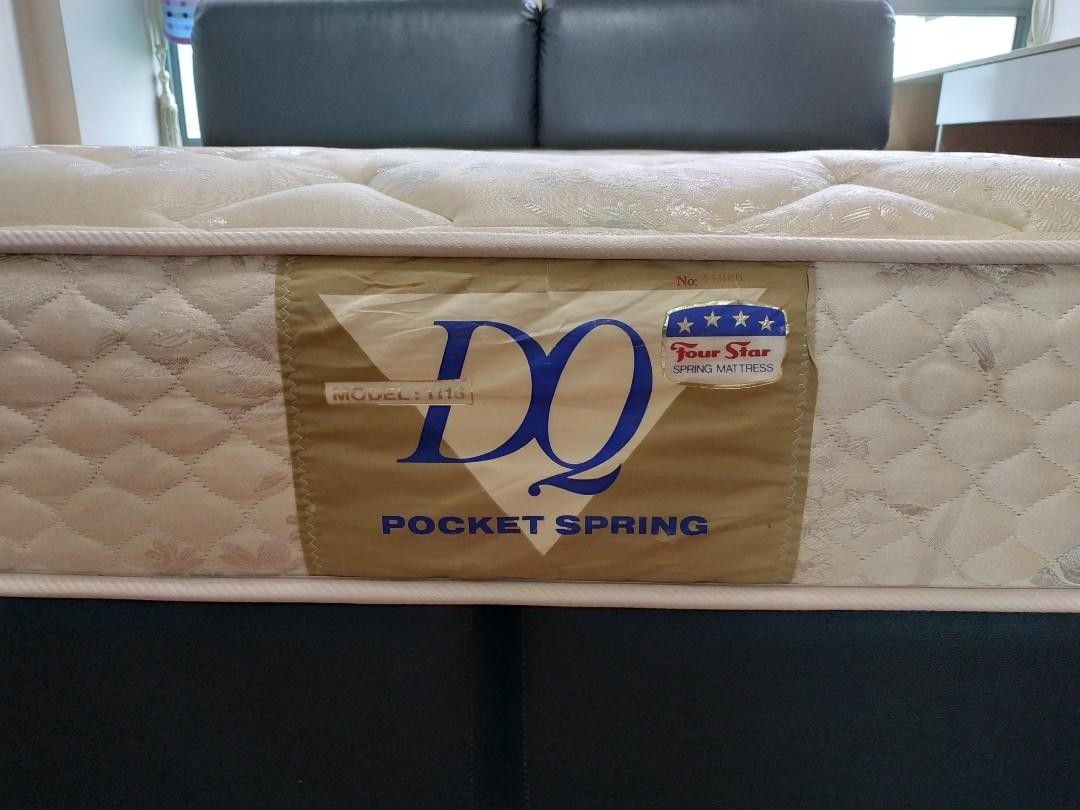 No:
DQ
Four Star
SPRING MATTRESS
MODEL :
POCKET SPRING